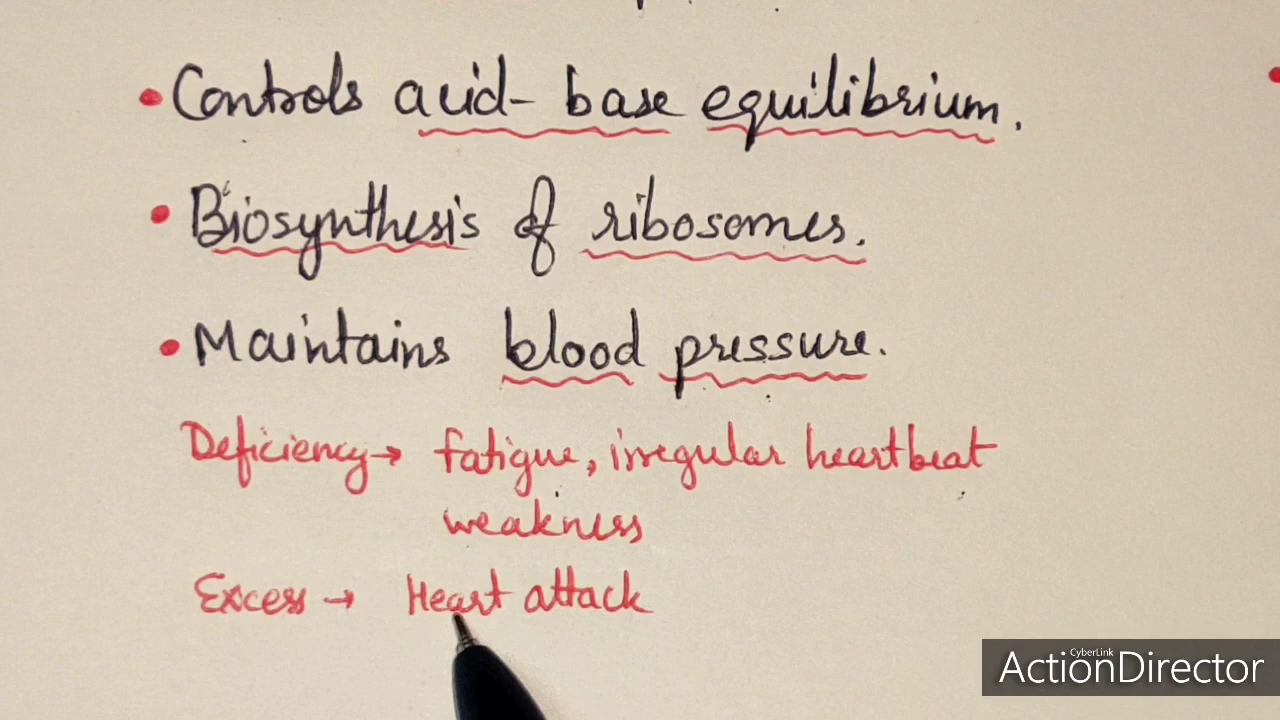 • Controls acid-base equilibrium.
• Biosynthesis of ribosomes.
• Maintains blood pressure.
Deficiency → fatigue, irregular heartbeat
weakness
Excess → Heart attack
CyberLink
ActionDirector